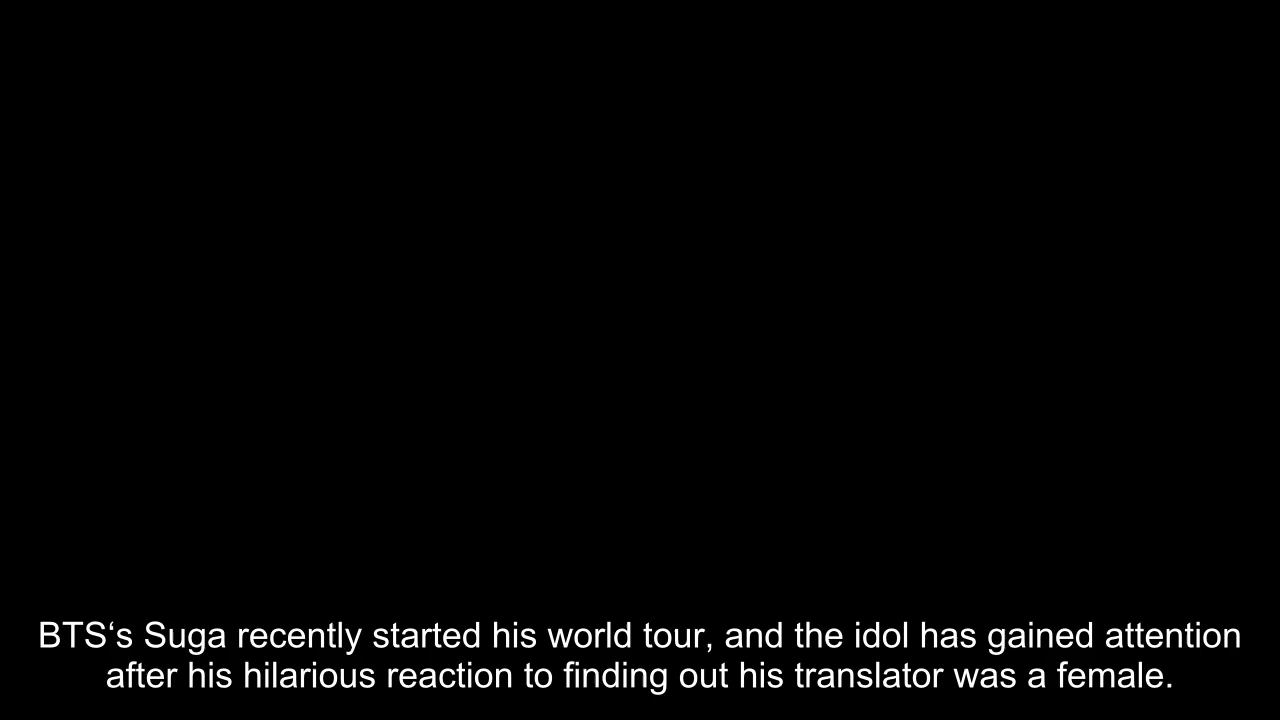 BTS‘s Suga recently started his world tour, and the idol has gained attention
after his hilarious reaction to finding out his translator was a female.